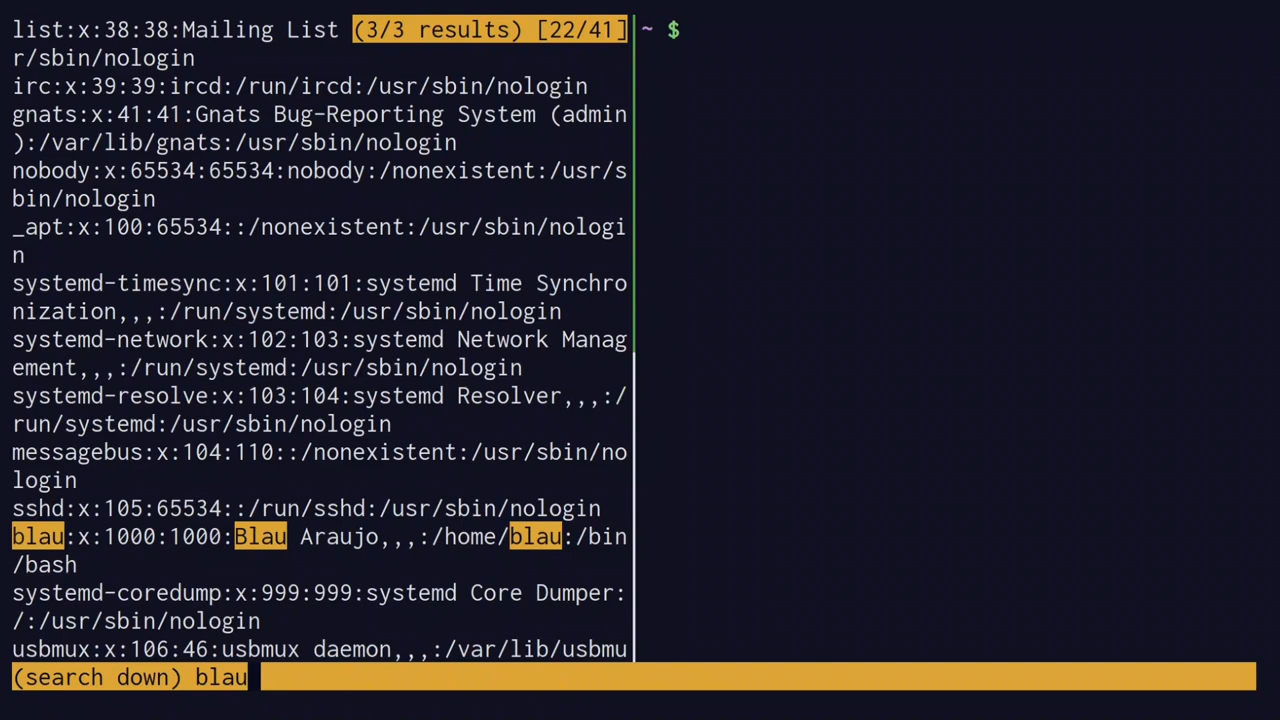 list:x:38:38:Mailing List (3/3 results) [22/41]
r/sbin/nologin
irc:x:39:39:ircd:/run/ircd:/usr/sbin/nologin
gnats:x:41:41:Gnats Bug-Reporting System (admin
):/var/lib/gnats:/usr/sbin/nologin
nobody:x:65534:65534:nobody:/nonexistent:/usr/s
bin/nologin
_apt:x:100:65534::/nonexistent:/usr/sbin/nologi
n
systemd-timesync:x:101:101:systemd Time Synchro
nization,,,:/run/systemd:/usr/sbin/nologin
systemd-network:x:102:103:systemd Network Manag
ement,,,:/run/systemd:/usr/sbin/nologin
systemd-resolve:x:103:104:systemd Resolver,,,:/
run/systemd:/usr/sbin/nologin
messagebus:x:104:110::/nonexistent:/usr/sbin/no
login
sshd:x:105:65534::/run/sshd:/usr/sbin/nologin
blau:x:1000:1000:Blau Araujo,,,:/home/blau:/bin
/bash
systemd-coredump:x:999:999:systemd Core Dumper:
/:/usr/sbin/nologin
usbmux:x:106:46:usbmux daemon,,,:/var/lib/usbmu
(search down) blau
~ $